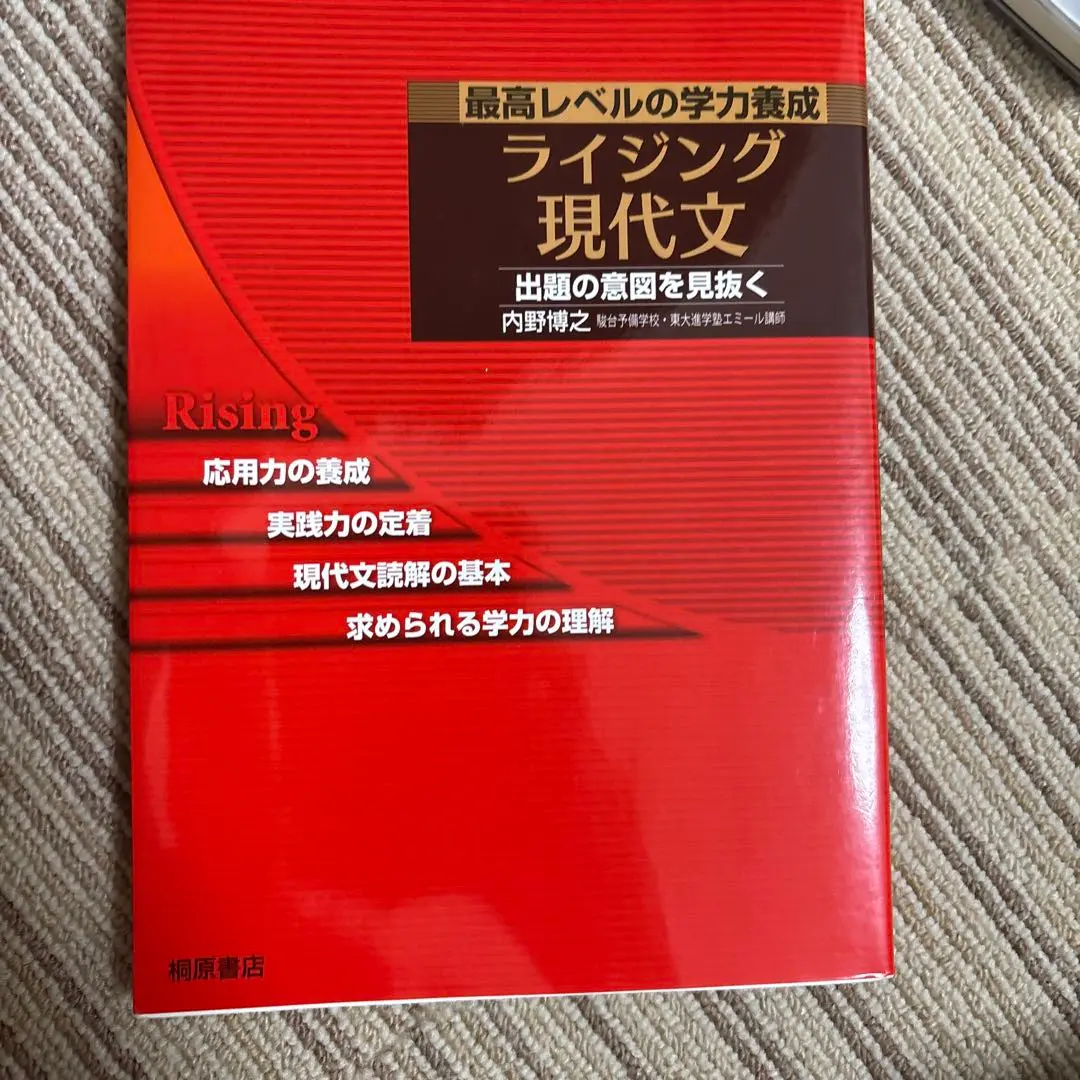 最高レベルの学力養成
ライジング
現代文
出題の意図を見抜く
内野博之 駿台予備学校・東大進学塾エミール講師
Rising
応用力の養成
実践力の定着
現代文読解の基本
求められる学力の理解
桐原書店